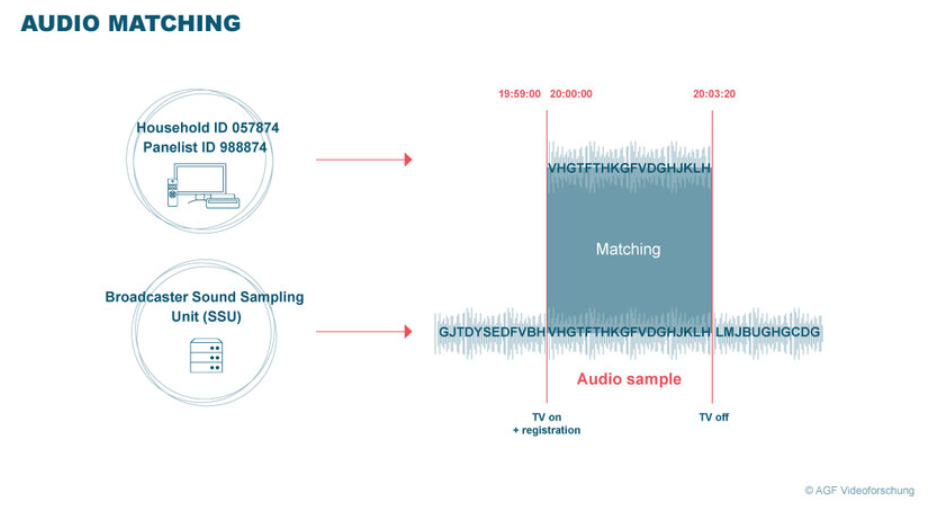 AUDIO MATCHING
19:59:00 20:00:00 20:03:20
Household ID 057874
Panelist ID 988874
VHGTFTHKGFVDGHJKLH
Matching
Broadcaster Sound Sampling
Unit (SSU)
GJTDYSEDFVBH VHGTFTHKGFVDGHJKLH LMJBUGHGCDG
Audio sample
TV on
+ registration
TV off
© AGF Videoforschung